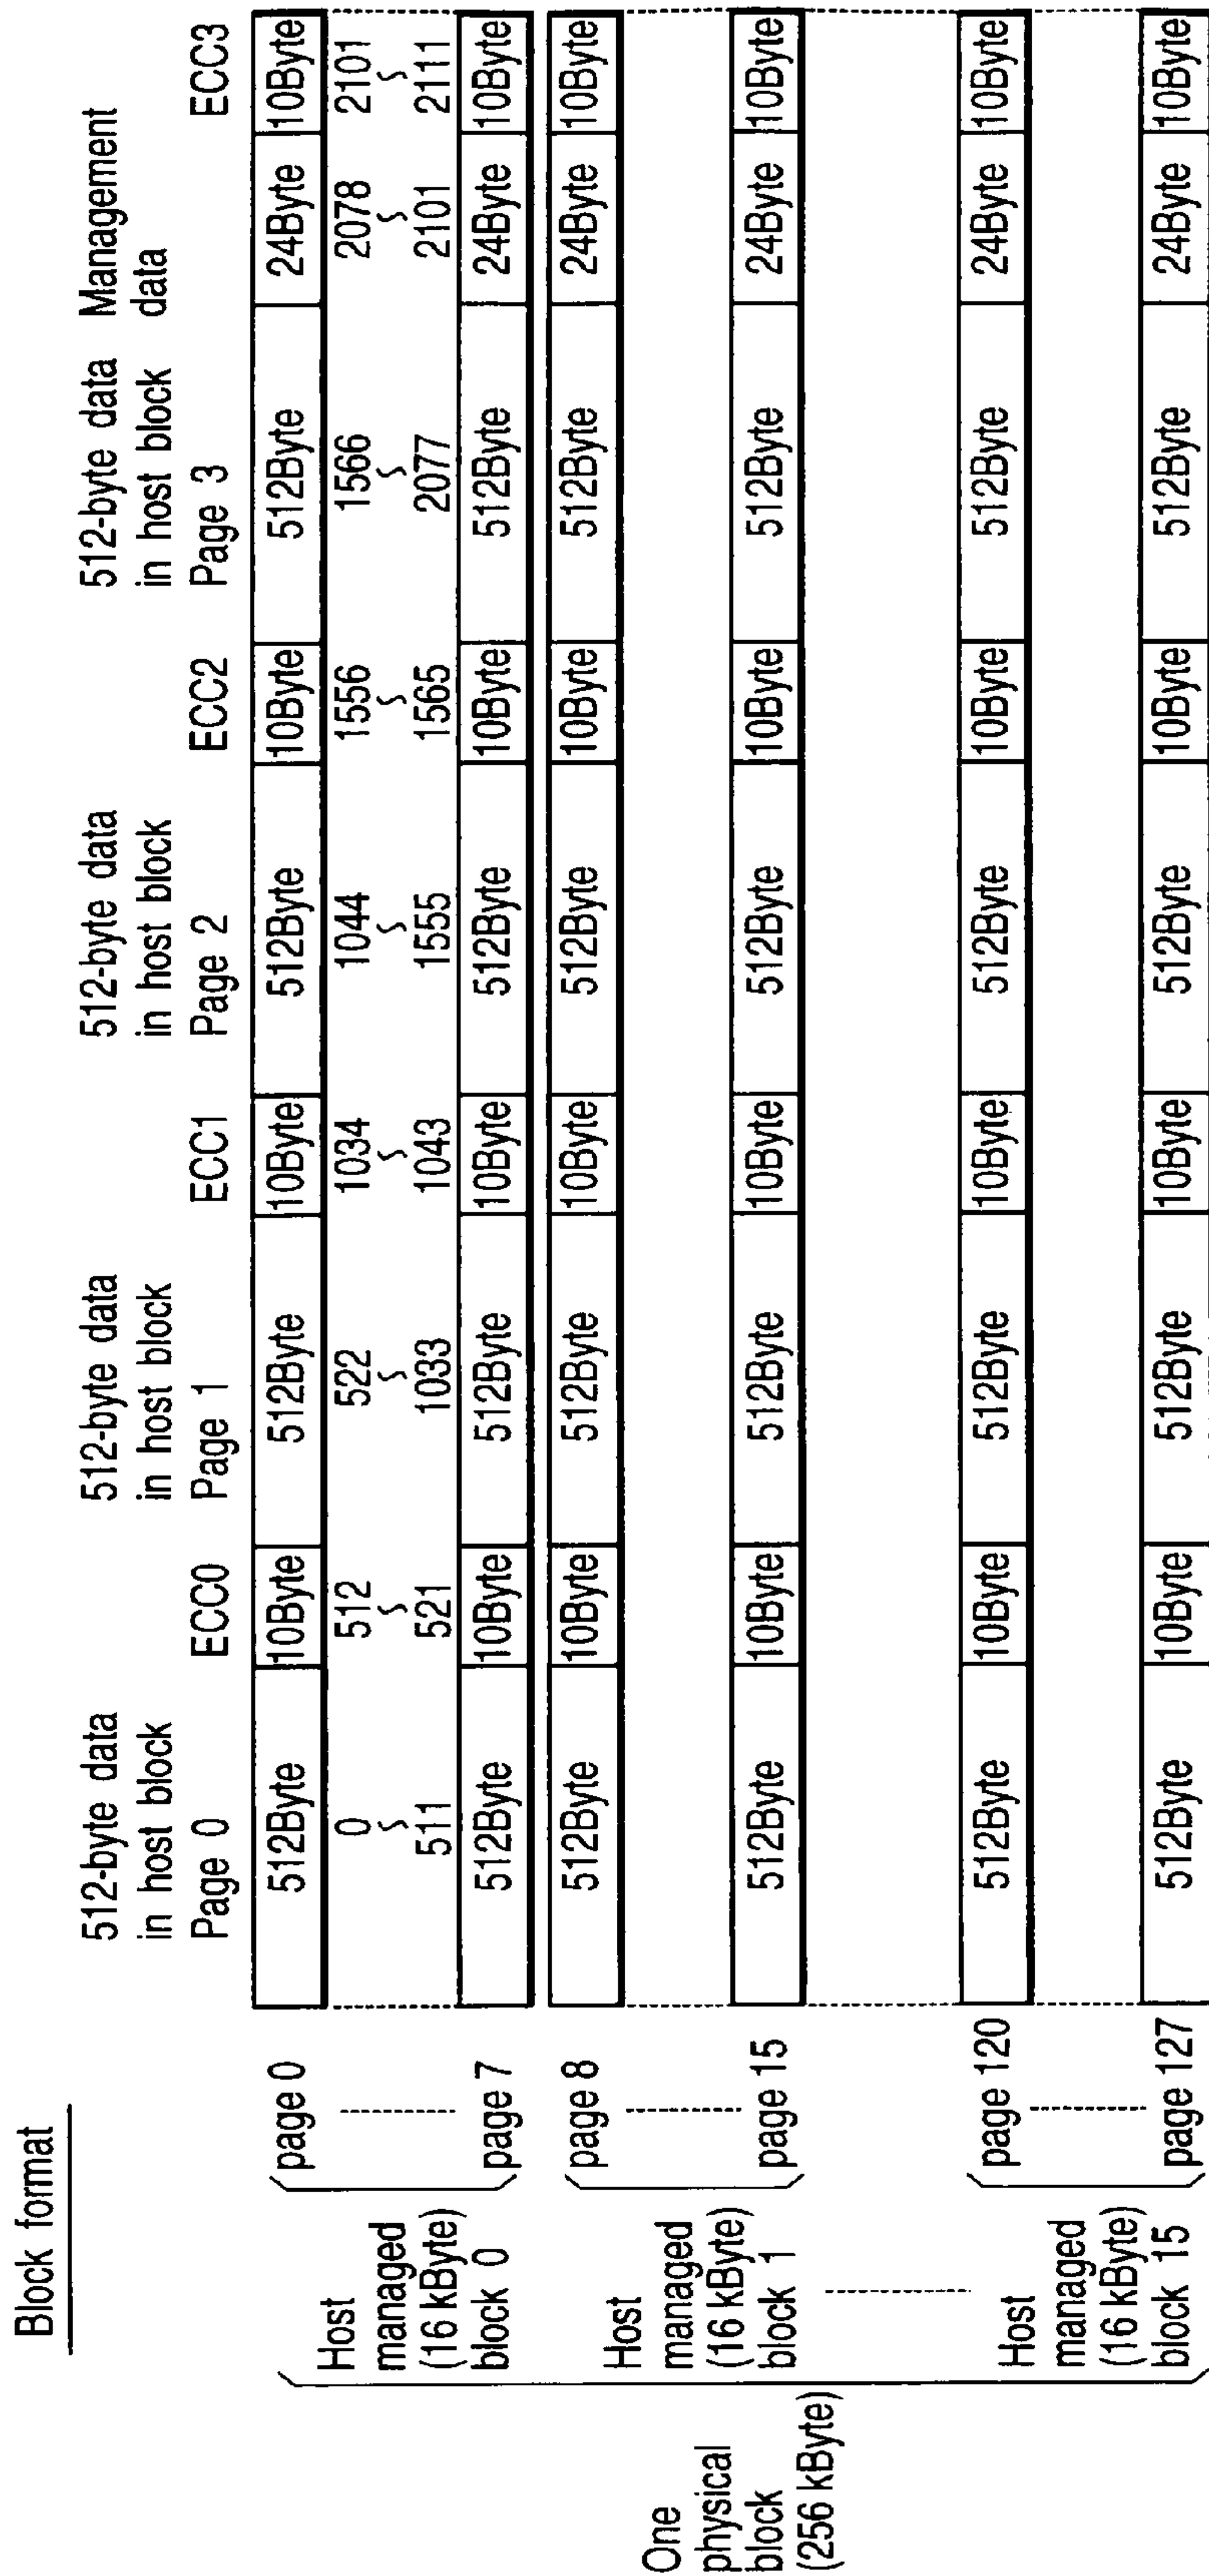 Block format
512-byte data
in host block
Page 0
ECC0
512-byte data
in host block
Page 1
ECC1
512-byte data
in host block
Page 2
ECC2
512-byte data
in host block
Page 3
Management
data
ECC3
One
physical
block
(256 kByte)
Host
managed
(16 kByte)
block 0
page 0
512Byte 10Byte 512Byte 10Byte 512Byte 10Byte 512Byte 24Byte 10Byte
0 512 522 1034 1044 1556 1566 2078 2101
~ ~ ~ ~ ~ ~ ~ ~ ~
511 521 1033 1043 1555 1565 2077 2101 2111
page 7
512Byte 10Byte 512Byte 10Byte 512Byte 10Byte 512Byte 24Byte 10Byte
Host
managed
(16 kByte)
block 1
page 8
512Byte 10Byte 512Byte 10Byte 512Byte 10Byte 512Byte 24Byte 10Byte
page 15
512Byte 10Byte 512Byte 10Byte 512Byte 10Byte 512Byte 24Byte 10Byte
Host
managed
(16 kByte)
block 15
page 120
512Byte 10Byte 512Byte 10Byte 512Byte 10Byte 512Byte 24Byte 10Byte
page 127
512Byte 10Byte 512Byte 10Byte 512Byte 10Byte 512Byte 24Byte 10Byte